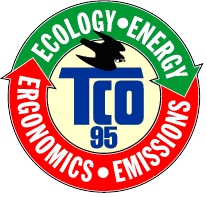 ECOLOGY • ENERGY
TCO
95
ERGONOMICS • EMISSIONS